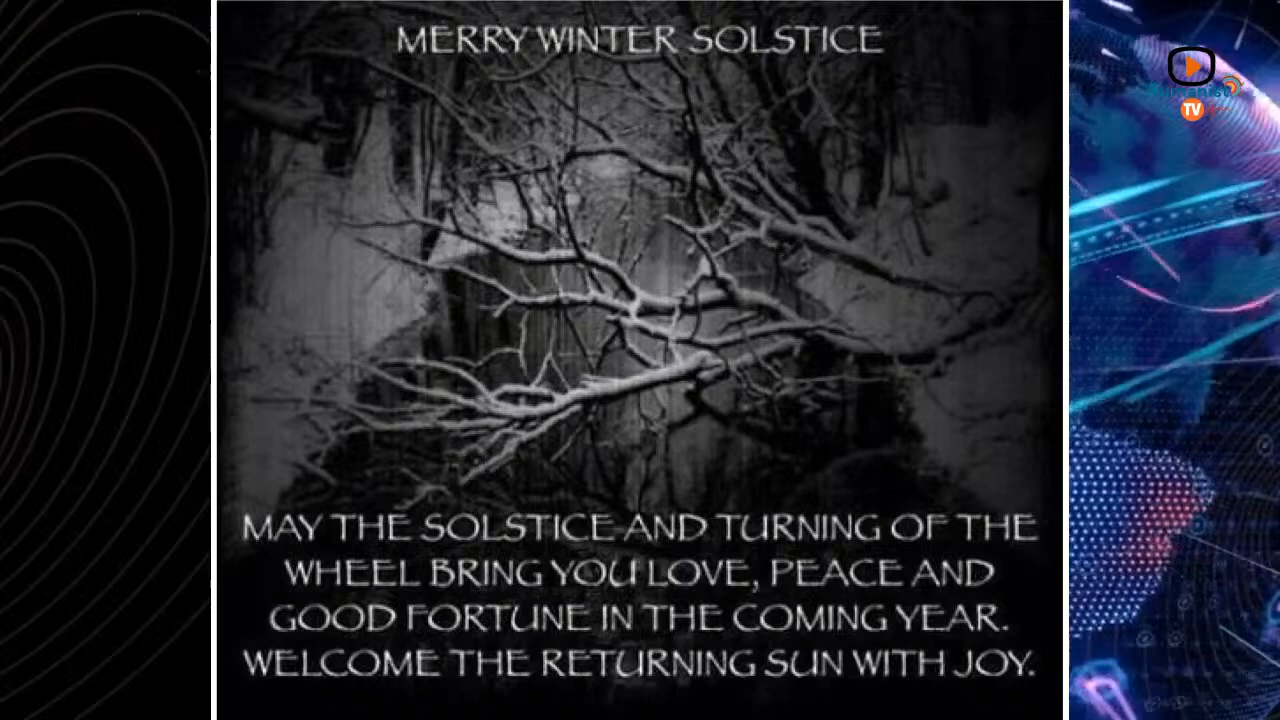 MERRY WINTER SOLSTICE
Humanist
TV
MAY THE SOLSTICE AND TURNING OF THE
WHEEL BRING YOU LOVE, PEACE AND
GOOD FORTUNE IN THE COMING YEAR.
WELCOME THE RETURNING SUN WITH JOY.